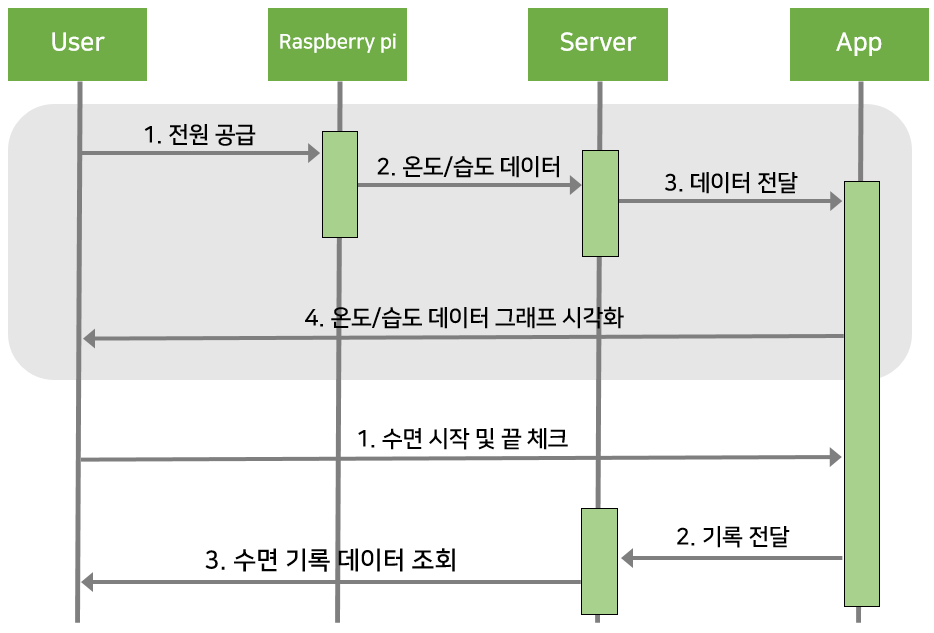 User
Raspberry pi
Server
App
1. 전원 공급
2. 온도/습도 데이터
3. 데이터 전달
4. 온도/습도 데이터 그래프 시각화
1. 수면 시작 및 끝 체크
2. 기록 전달
3. 수면 기록 데이터 조회